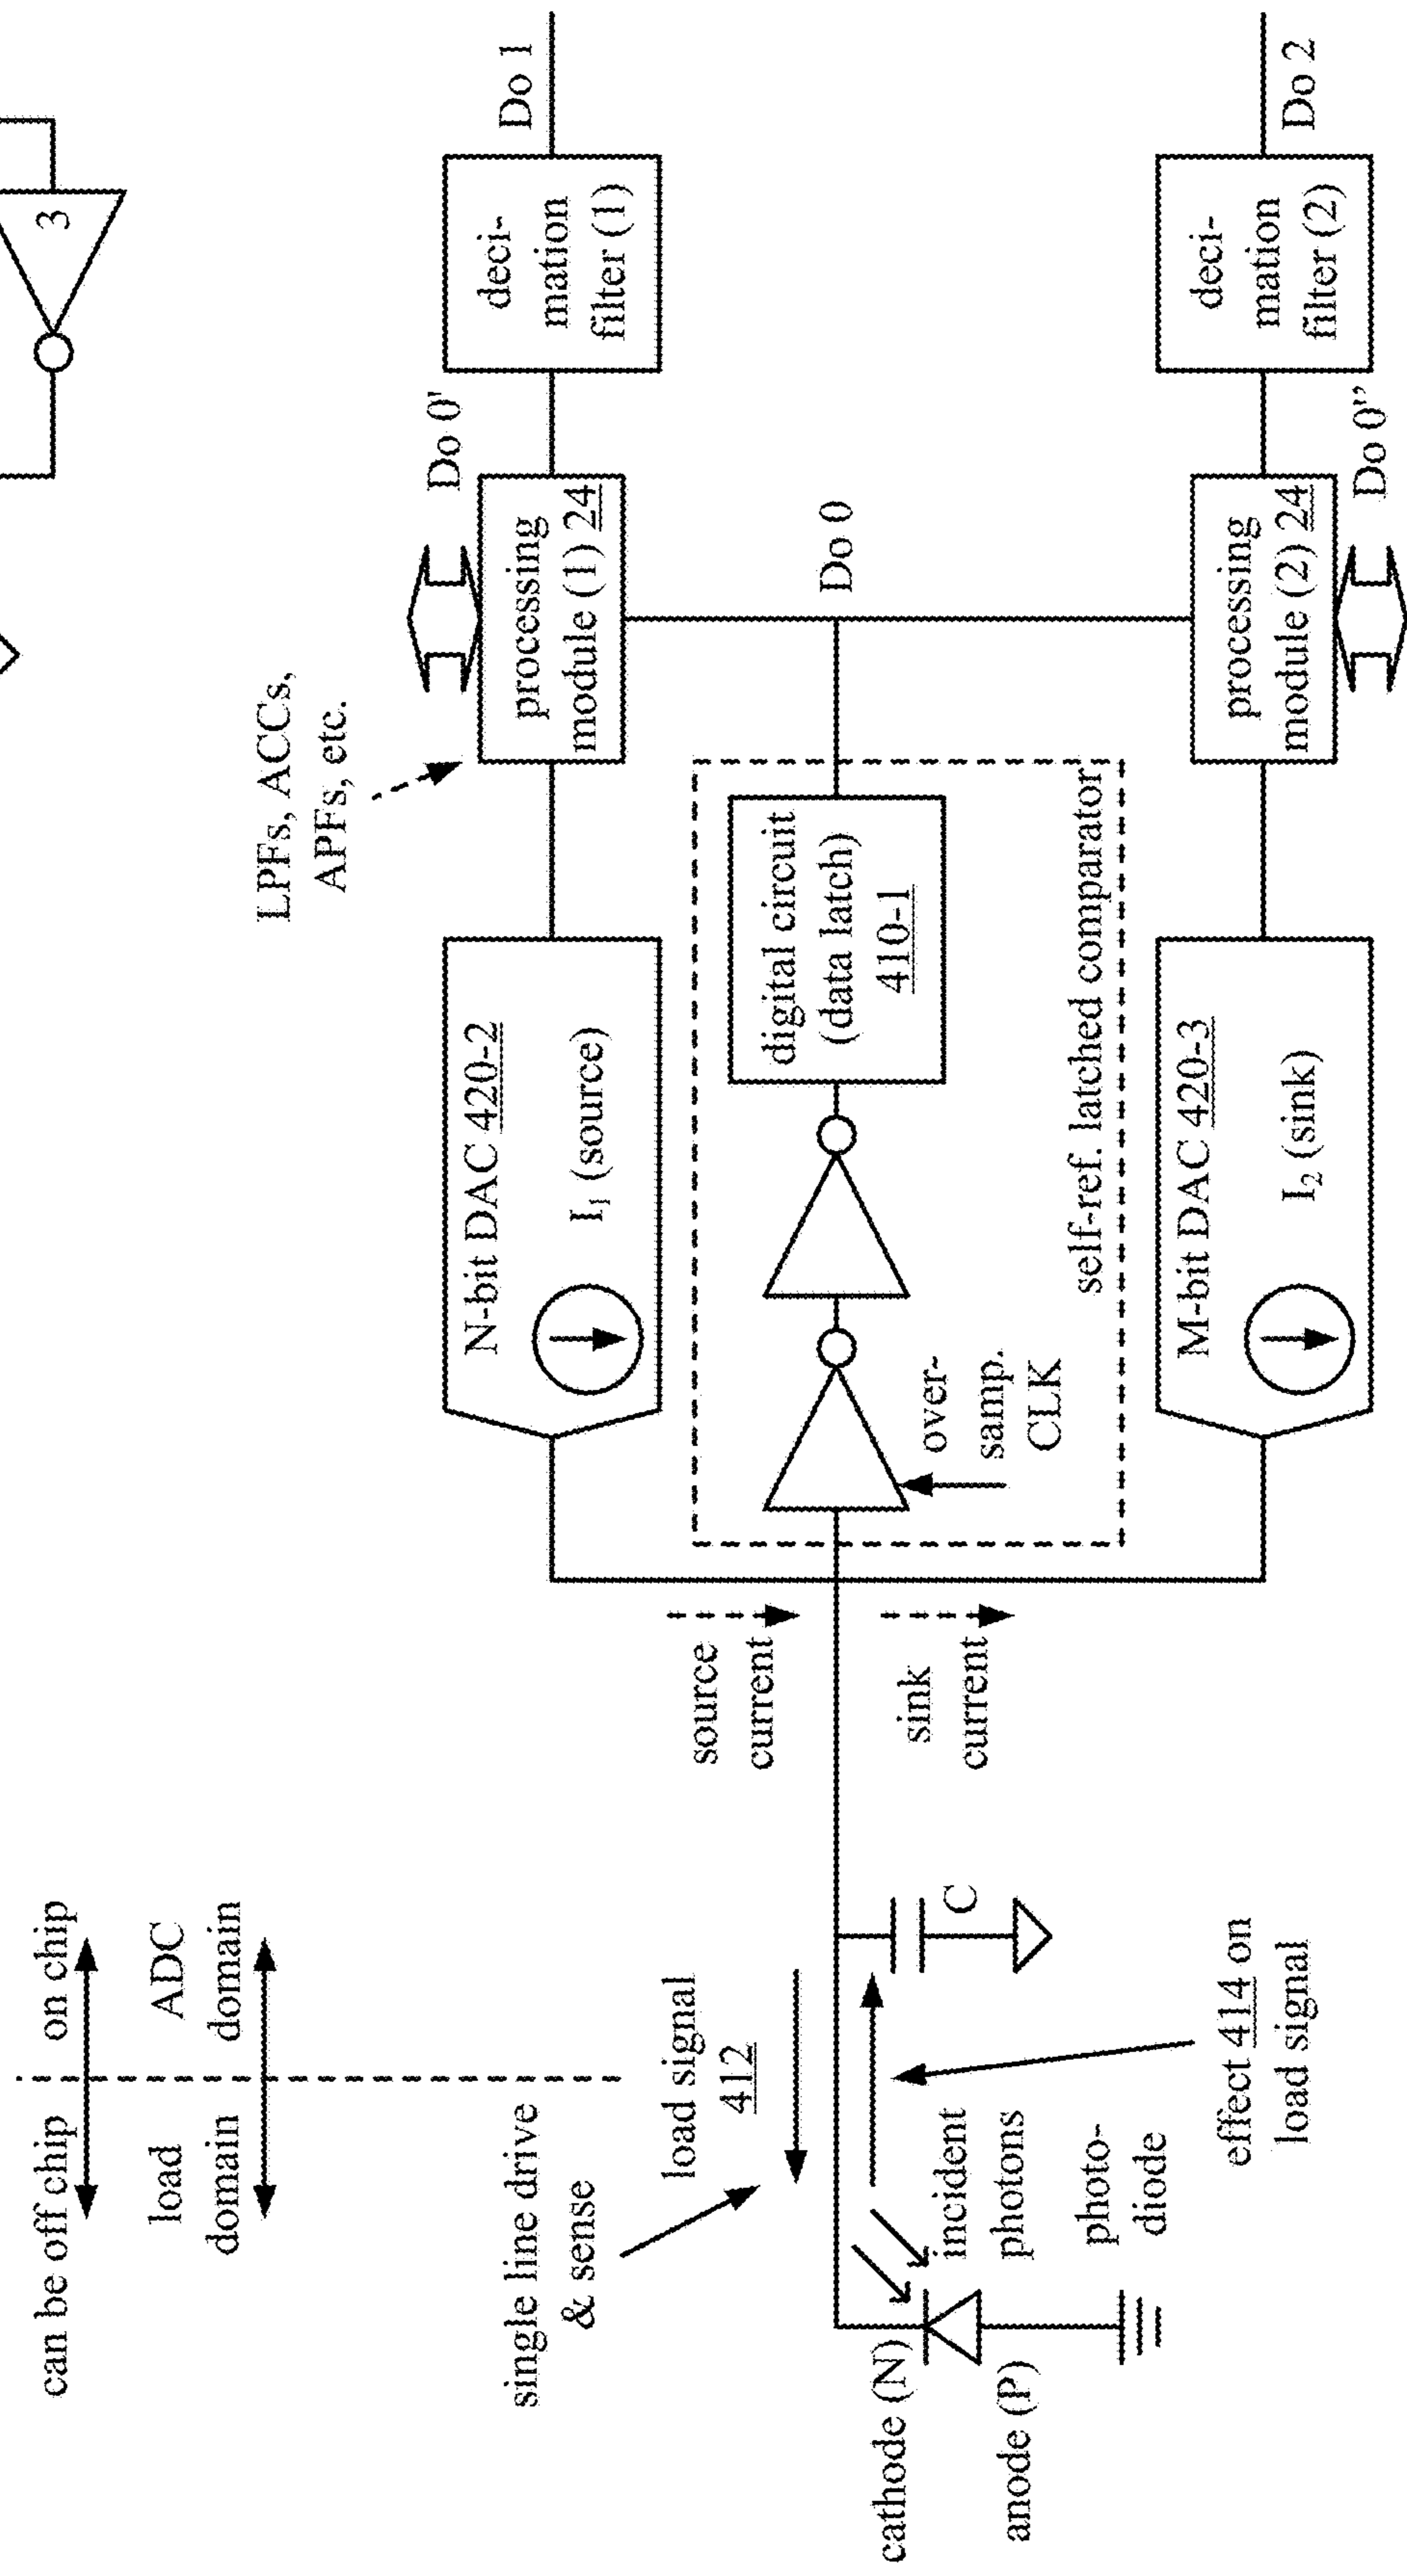 can be off chip
on chip
load
domain
ADC
domain
3
LPFs, ACCs,
APFs, etc.
Do 0'
Do 1
N-bit DAC 420-2
I₁ (source)
processing
module (1) 24
deci-
mation
filter (1)
single line drive
& sense
load signal
412
source
current
sink
current
over-
samp.
CLK
digital circuit
(data latch)
410-1
self-ref. latched comparator
Do 0
cathode (N)
anode (P)
incident
photons
photo-
diode
C
effect 414 on
load signal
M-bit DAC 420-3
I₂ (sink)
processing
module (2) 24
Do 0"
deci-
mation
filter (2)
Do 2